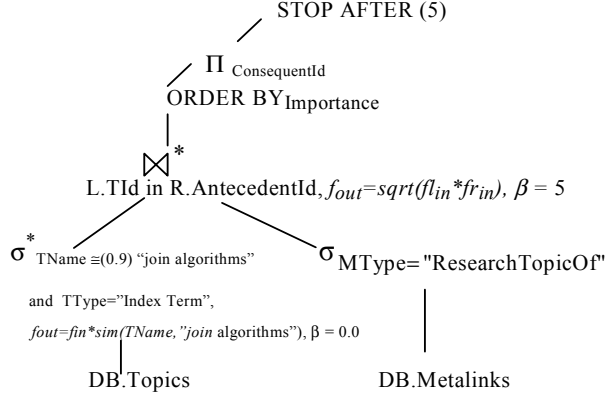 STOP AFTER (5)
Π ConsequentId
ORDER BY Importance
⋈*
L.TId in R.AntecedentId, fout=sqrt(flin*frin), β = 5
σ* TName ≅(0.9) “join algorithms”
σ MType= "ResearchTopicOf"
and TType=”Index Term”,
fout=fin*sim(TName,”join algorithms”), β = 0.0
DB.Topics
DB.Metalinks